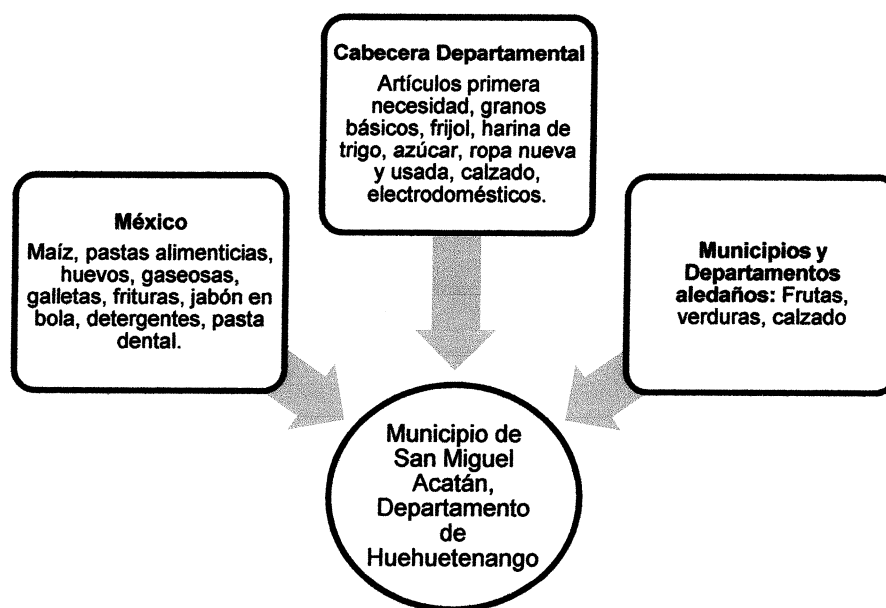 Cabecera Departamental
Artículos primera
necesidad, granos
básicos, frijol, harina de
trigo, azúcar, ropa nueva
y usada, calzado,
electrodomésticos.
México
Maíz, pastas alimenticias,
huevos, gaseosas,
galletas, frituras, jabón en
bola, detergentes, pasta
dental.
Municipios y
Departamentos
aledaños: Frutas,
verduras, calzado
Municipio de
San Miguel
Acatán,
Departamento
de
Huehuetenango